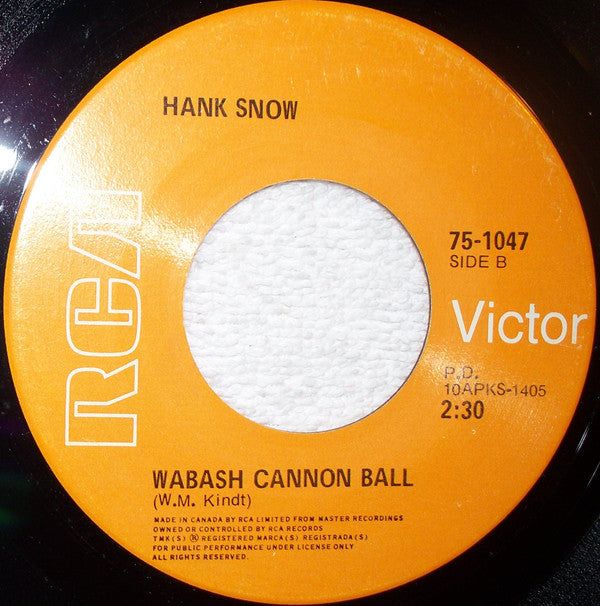 HANK SNOW
RCA
75-1047
SIDE B
Victor
P.D.
10APKS-1405
2:30
WABASH CANNON BALL
(W.M. Kindt)
MADE IN CANADA BY RCA LIMITED FROM MASTER RECORDINGS
OWNED OR CONTROLLED BY RCA RECORDS
TMK(S) ® REGISTERED MARCA(S) REGISTRADA(S)
FOR PUBLIC PERFORMANCE UNDER LICENSE ONLY
ALL RIGHTS RESERVED.